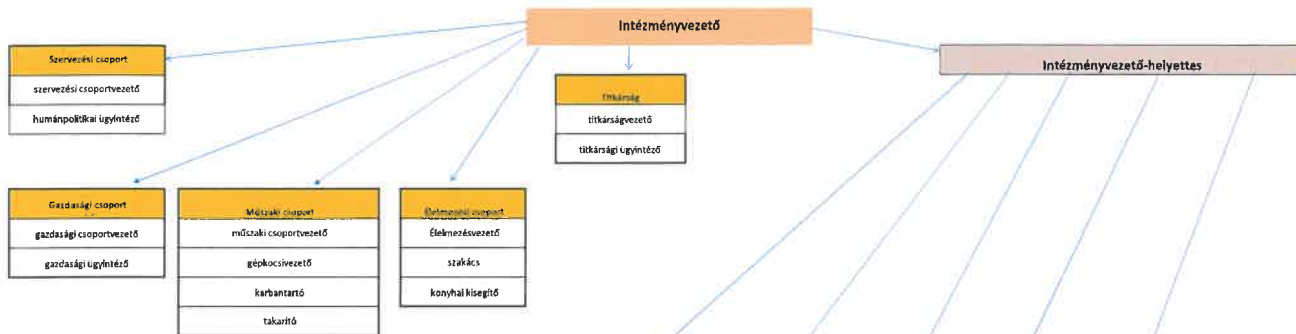 Intézményvezető
Intézményvezető-helyettes
Szervezési csoport
szervezési csoportvezető
humánpolitikai ügyintéző
Titkárság
titkárságvezető
titkársági ügyintéző
Gazdasági csoport
gazdasági csoportvezető
gazdasági ügyintéző
Műszaki csoport
műszaki csoportvezető
gépkocsivezető
karbantartó
takarító
Élelmezési csoport
Élelmezésvezető
szakács
konyhai kisegítő